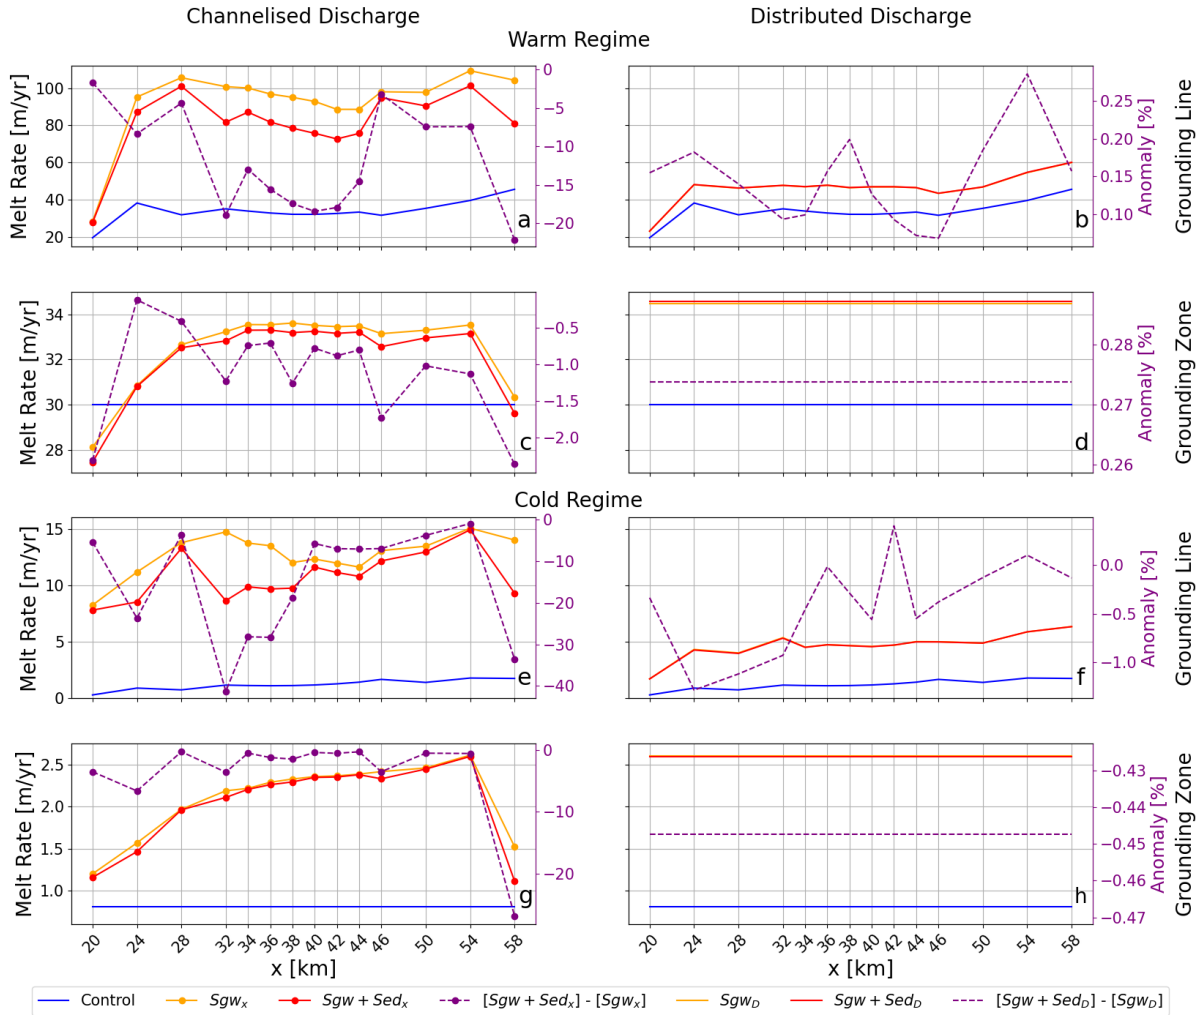 Channelised Discharge
Distributed Discharge
Warm Regime
Melt Rate [m/yr]
100
80
60
40
20
0
−5
−10
−15
−20
a
0.25
0.20
0.15
0.10
b
Anomaly [%]
Grounding Line
Melt Rate [m/yr]
34
32
30
28
−0.5
−1.0
−1.5
−2.0
c
0.28
0.27
0.26
d
Anomaly [%]
Grounding Zone
Cold Regime
Melt Rate [m/yr]
15
10
5
0
0
−10
−20
−30
−40
e
0.0
−0.5
−1.0
f
Anomaly [%]
Grounding Line
Melt Rate [m/yr]
2.5
2.0
1.5
1.0
0
−10
−20
g
−0.43
−0.44
−0.45
−0.46
−0.47
h
Anomaly [%]
Grounding Zone
20 24 28 32 34 36 38 40 42 44 46 50 54 58
x [km]
20 24 28 32 34 36 38 40 42 44 46 50 54 58
x [km]
Control Sgw_x Sgw + Sed_x [Sgw + Sed_x] - [Sgw_x] Sgw_D Sgw + Sed_D [Sgw + Sed_D] - [Sgw_D]